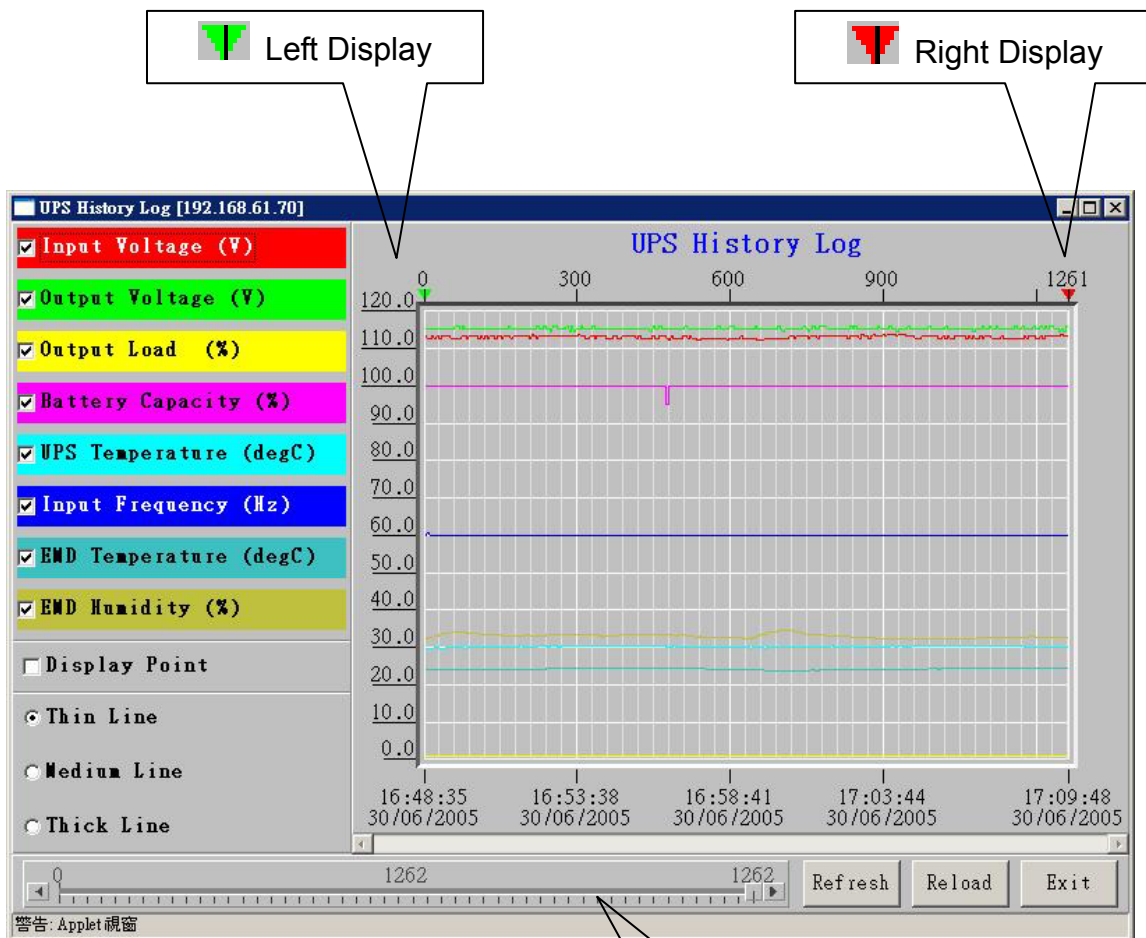 Left Display
Right Display
UPS History Log [192.168.61.70]
Input Voltage (V)
Output Voltage (V)
Output Load (%)
Battery Capacity (%)
UPS Temperature (degC)
Input Frequency (Hz)
EMD Temperature (degC)
EMD Humidity (%)
Display Point
Thin Line
Medium Line
Thick Line
UPS History Log
0 300 600 900 1261
120.0
110.0
100.0
90.0
80.0
70.0
60.0
50.0
40.0
30.0
20.0
10.0
0.0
16:48:35 16:53:38 16:58:41 17:03:44 17:09:48
30/06/2005 30/06/2005 30/06/2005 30/06/2005 30/06/2005
0 1262 1262
Refresh Reload Exit
警告: Applet 視窗